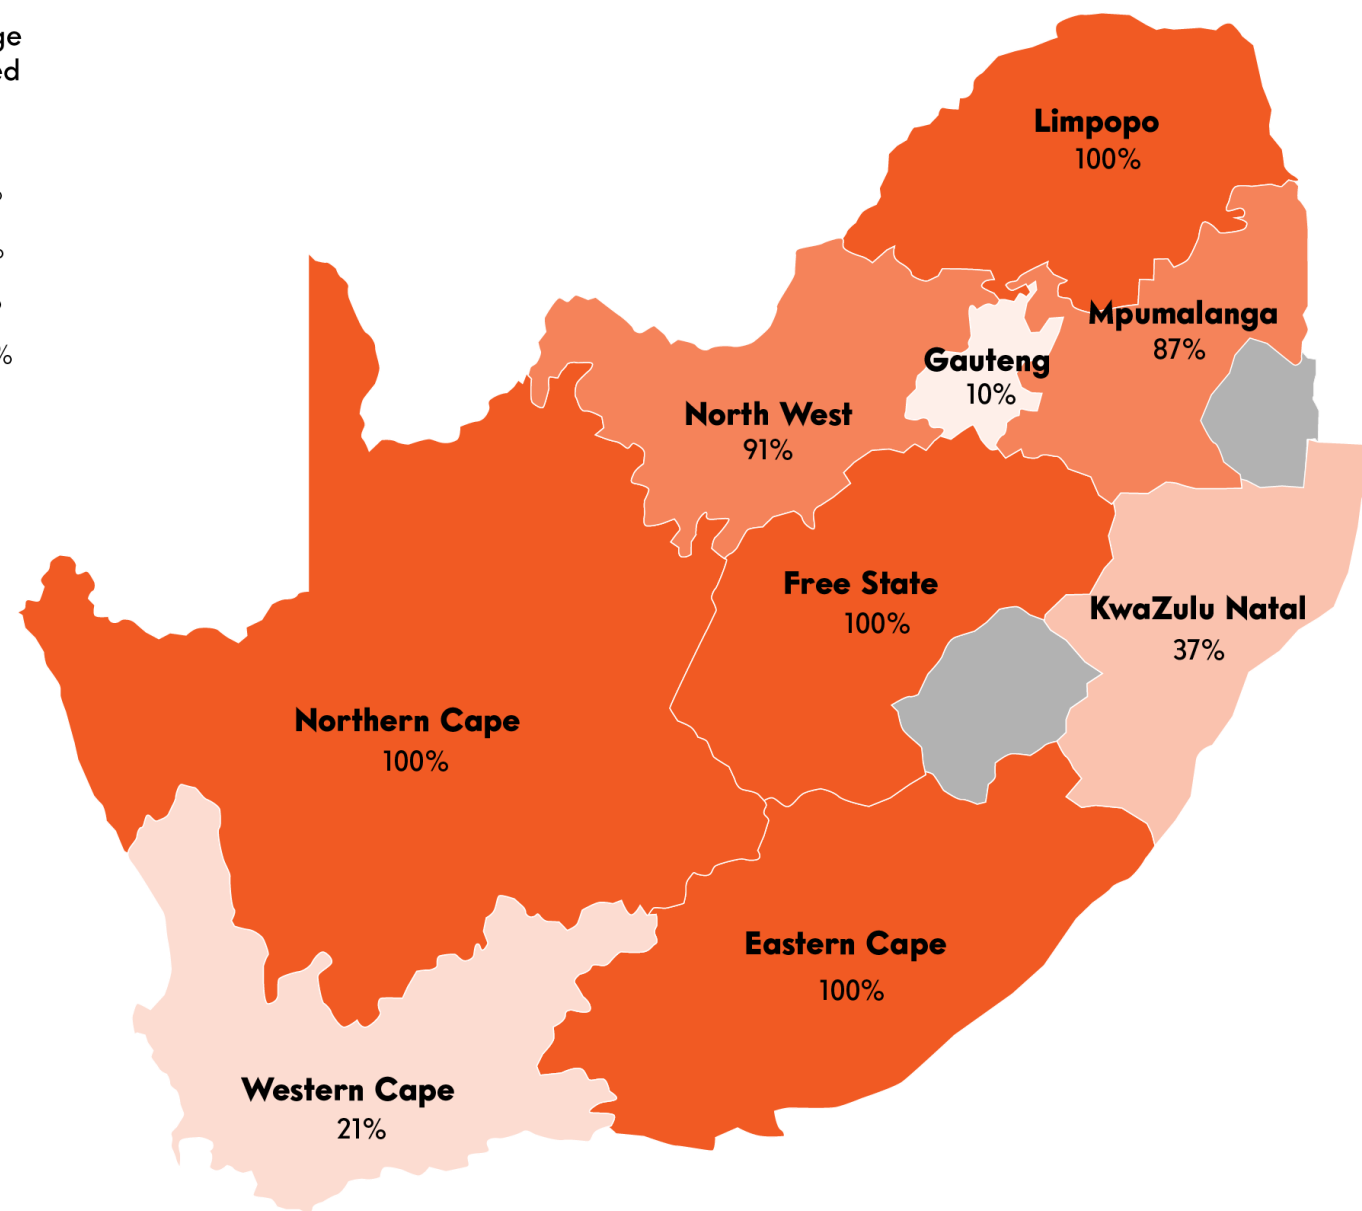 Limpopo
100%
Mpumalanga
87%
Gauteng
10%
North West
91%
Free State
100%
KwaZulu Natal
37%
Northern Cape
100%
Eastern Cape
100%
Western Cape
21%